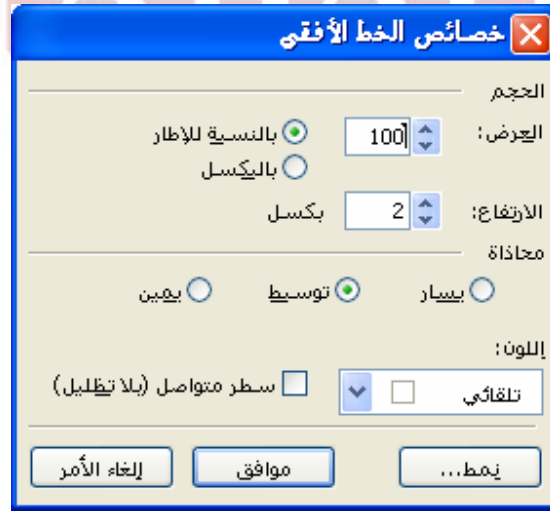 خصائص الخط الأفقي
الحجم
العرض: 100 بالنسبة للإطار
بالبكسل
الارتفاع: 2 بكسل
محاذاة
يسار توسيط يمين
اللون:
تلقائي سطر متواصل (بلا تظليل)
نمط... موافق إلغاء الأمر